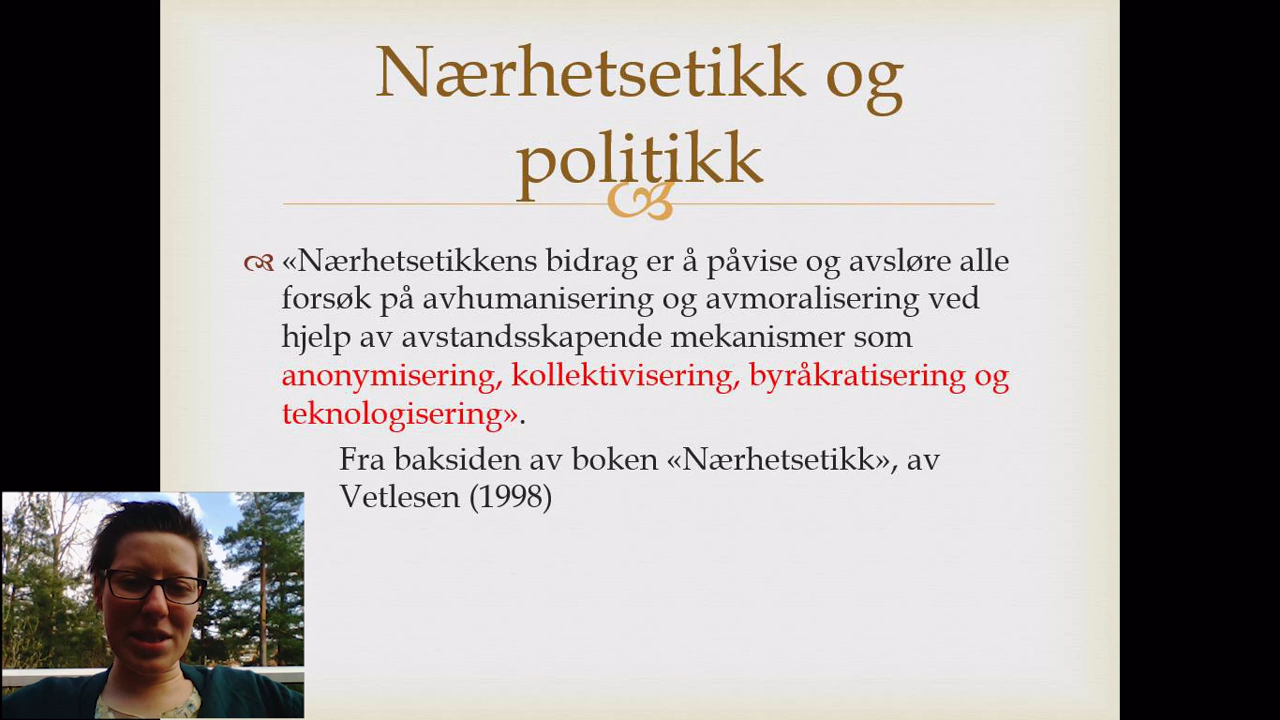 Nærhetsetikk og
politikk
«Nærhetsetikkens bidrag er å påvise og avsløre alle
forsøk på avhumanisering og avmoralisering ved
hjelp av avstandsskapende mekanismer som
anonymisering, kollektivisering, byråkratisering og
teknologisering».
Fra baksiden av boken «Nærhetsetikk», av
Vetlesen (1998)